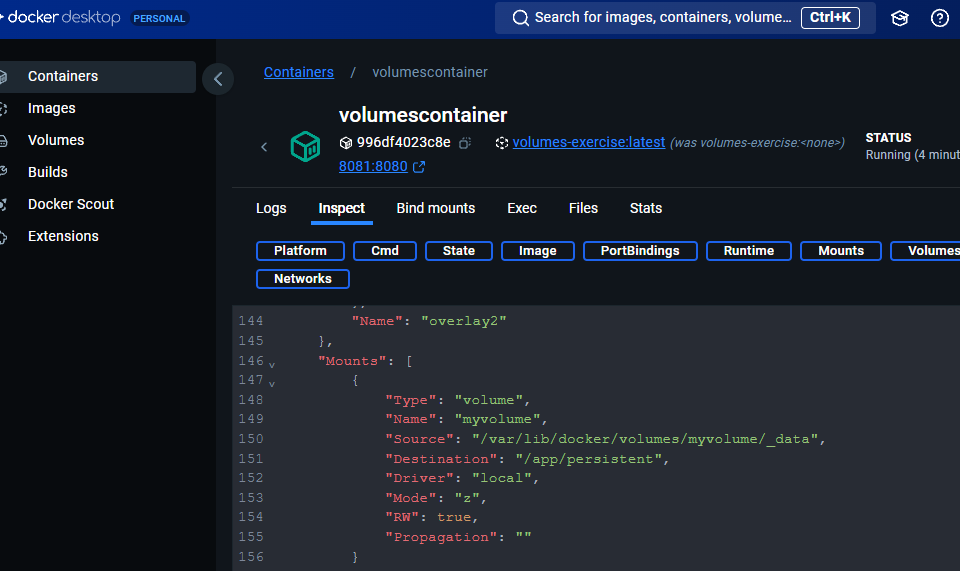 docker desktop PERSONAL
Search for images, containers, volume... Ctrl+K
?
Containers
Images
Volumes
Builds
Docker Scout
Extensions
Containers / volumescontainer
volumescontainer
996df4023c8e volumes-exercise:latest (was volumes-exercise:<none>)
8081:8080
STATUS
Running (4 minut
Logs Inspect Bind mounts Exec Files Stats
Platform Cmd State Image PortBindings Runtime Mounts Volumes
Networks
144 "Name": "overlay2"
145 },
146 "Mounts": [
147 {
148 "Type": "volume",
149 "Name": "myvolume",
150 "Source": "/var/lib/docker/volumes/myvolume/_data",
151 "Destination": "/app/persistent",
152 "Driver": "local",
153 "Mode": "z",
154 "RW": true,
155 "Propagation": ""
156 }